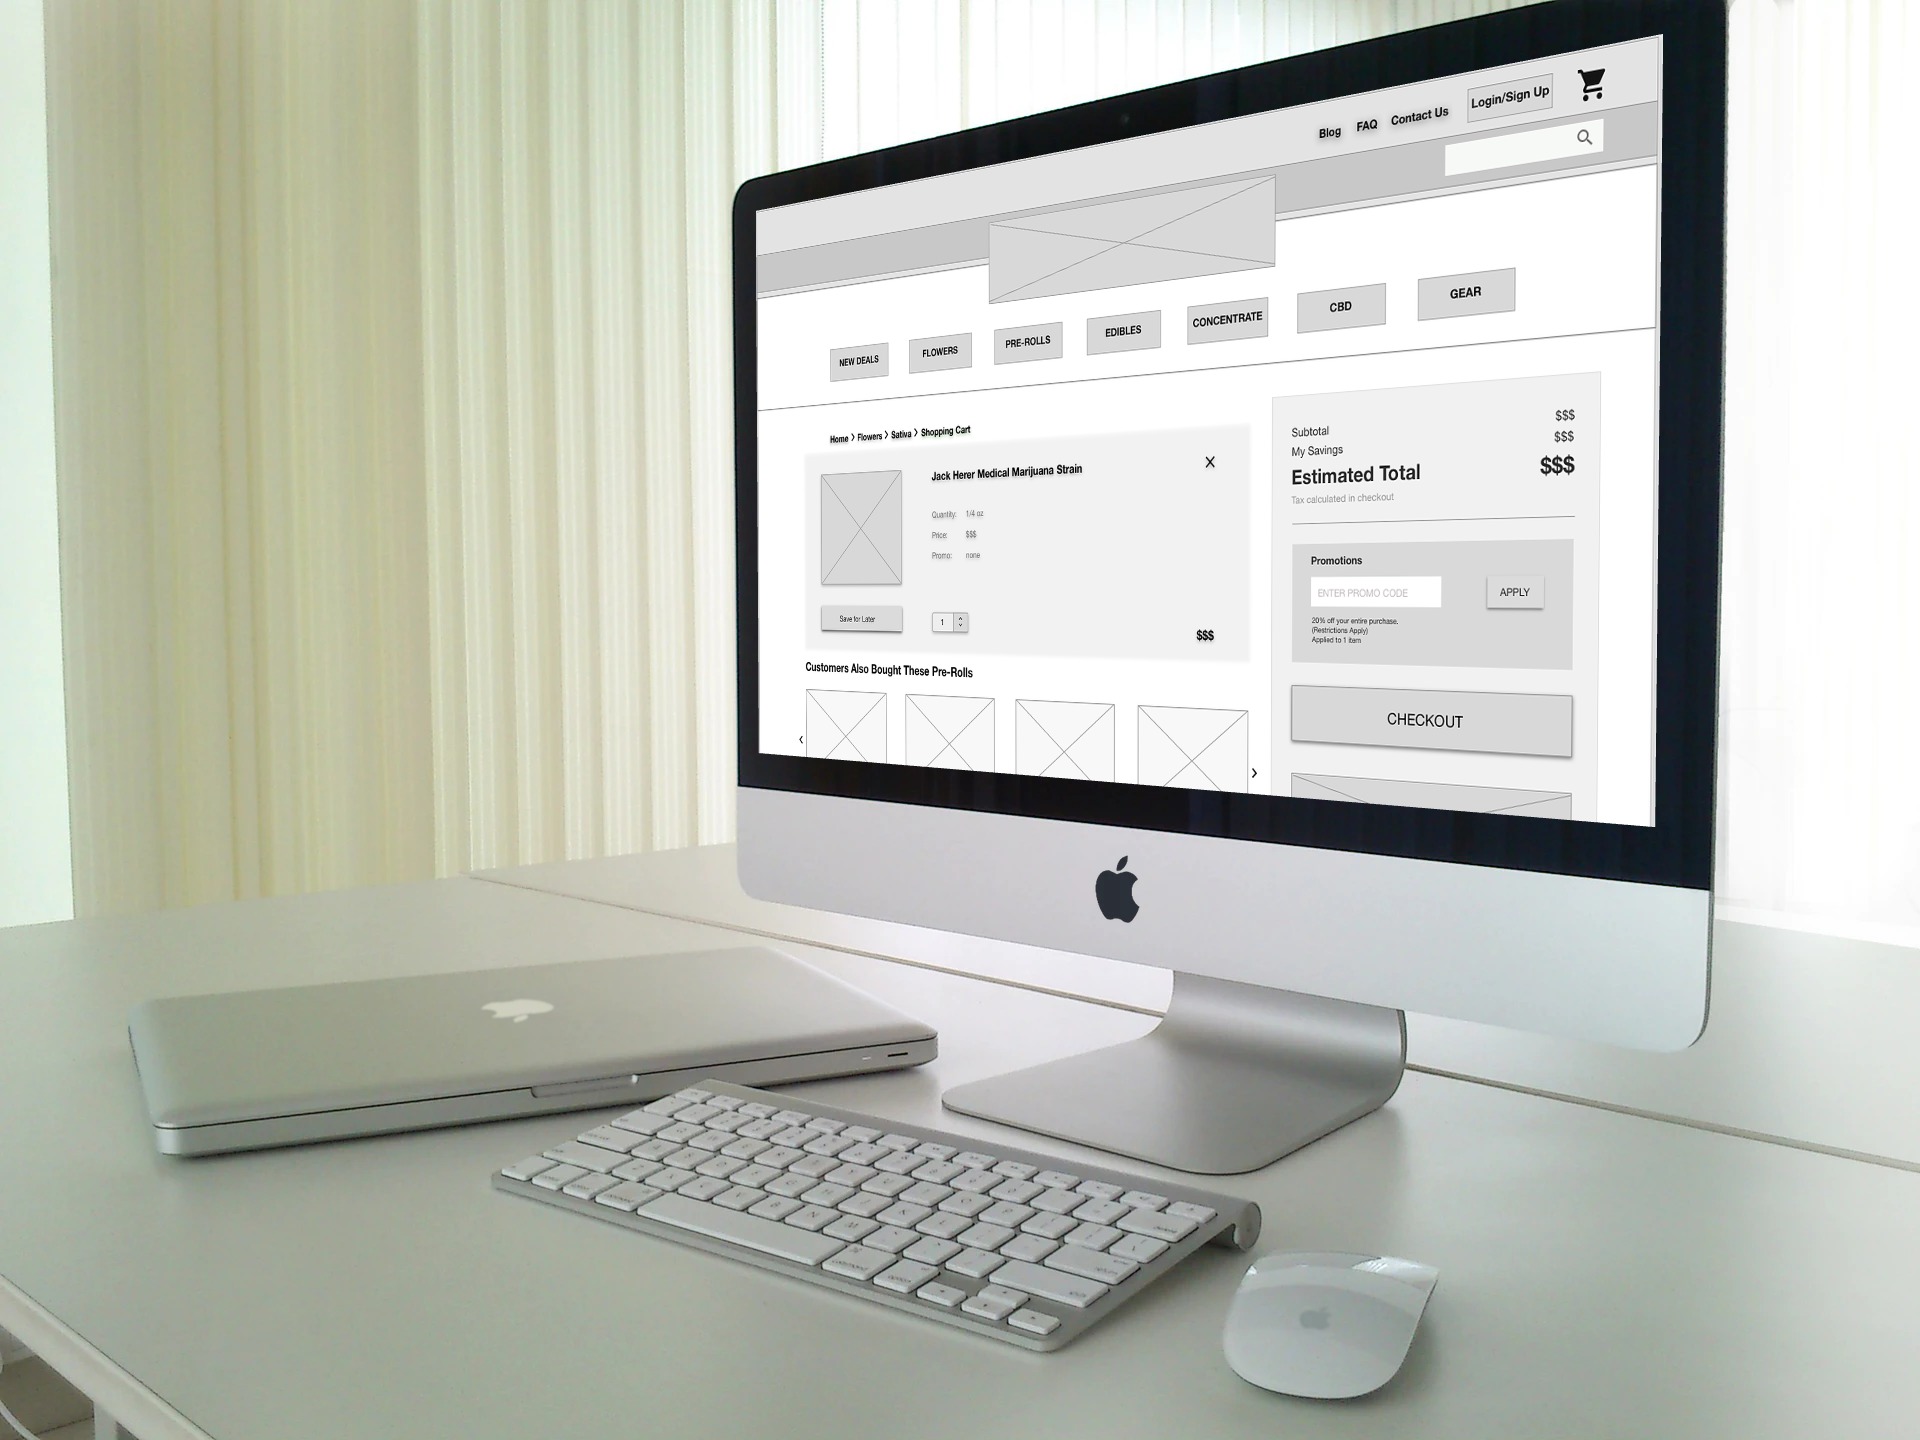 Blog FAQ Contact Us Login/Sign Up
NEW DEALS FLOWERS PRE-ROLLS EDIBLES CONCENTRATE CBD GEAR
Home > Flowers > Sativa > Shopping Cart
Jack Herer Medical Marijuana Strain X
Quantity: 1/4 oz
Price: $$$
Promo: none
Save for Later 1 $$$
Customers Also Bought These Pre-Rolls
Subtotal $$$
My Savings $$$
Estimated Total $$$
Tax calculated in checkout
Promotions
ENTER PROMO CODE APPLY
20% off your entire purchase.
(Restrictions Apply)
Applied to 1 item
CHECKOUT